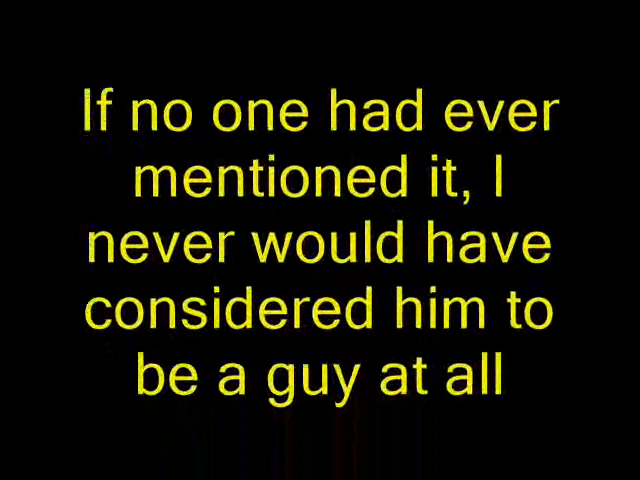 If no one had ever
mentioned it, I
never would have
considered him to
be a guy at all